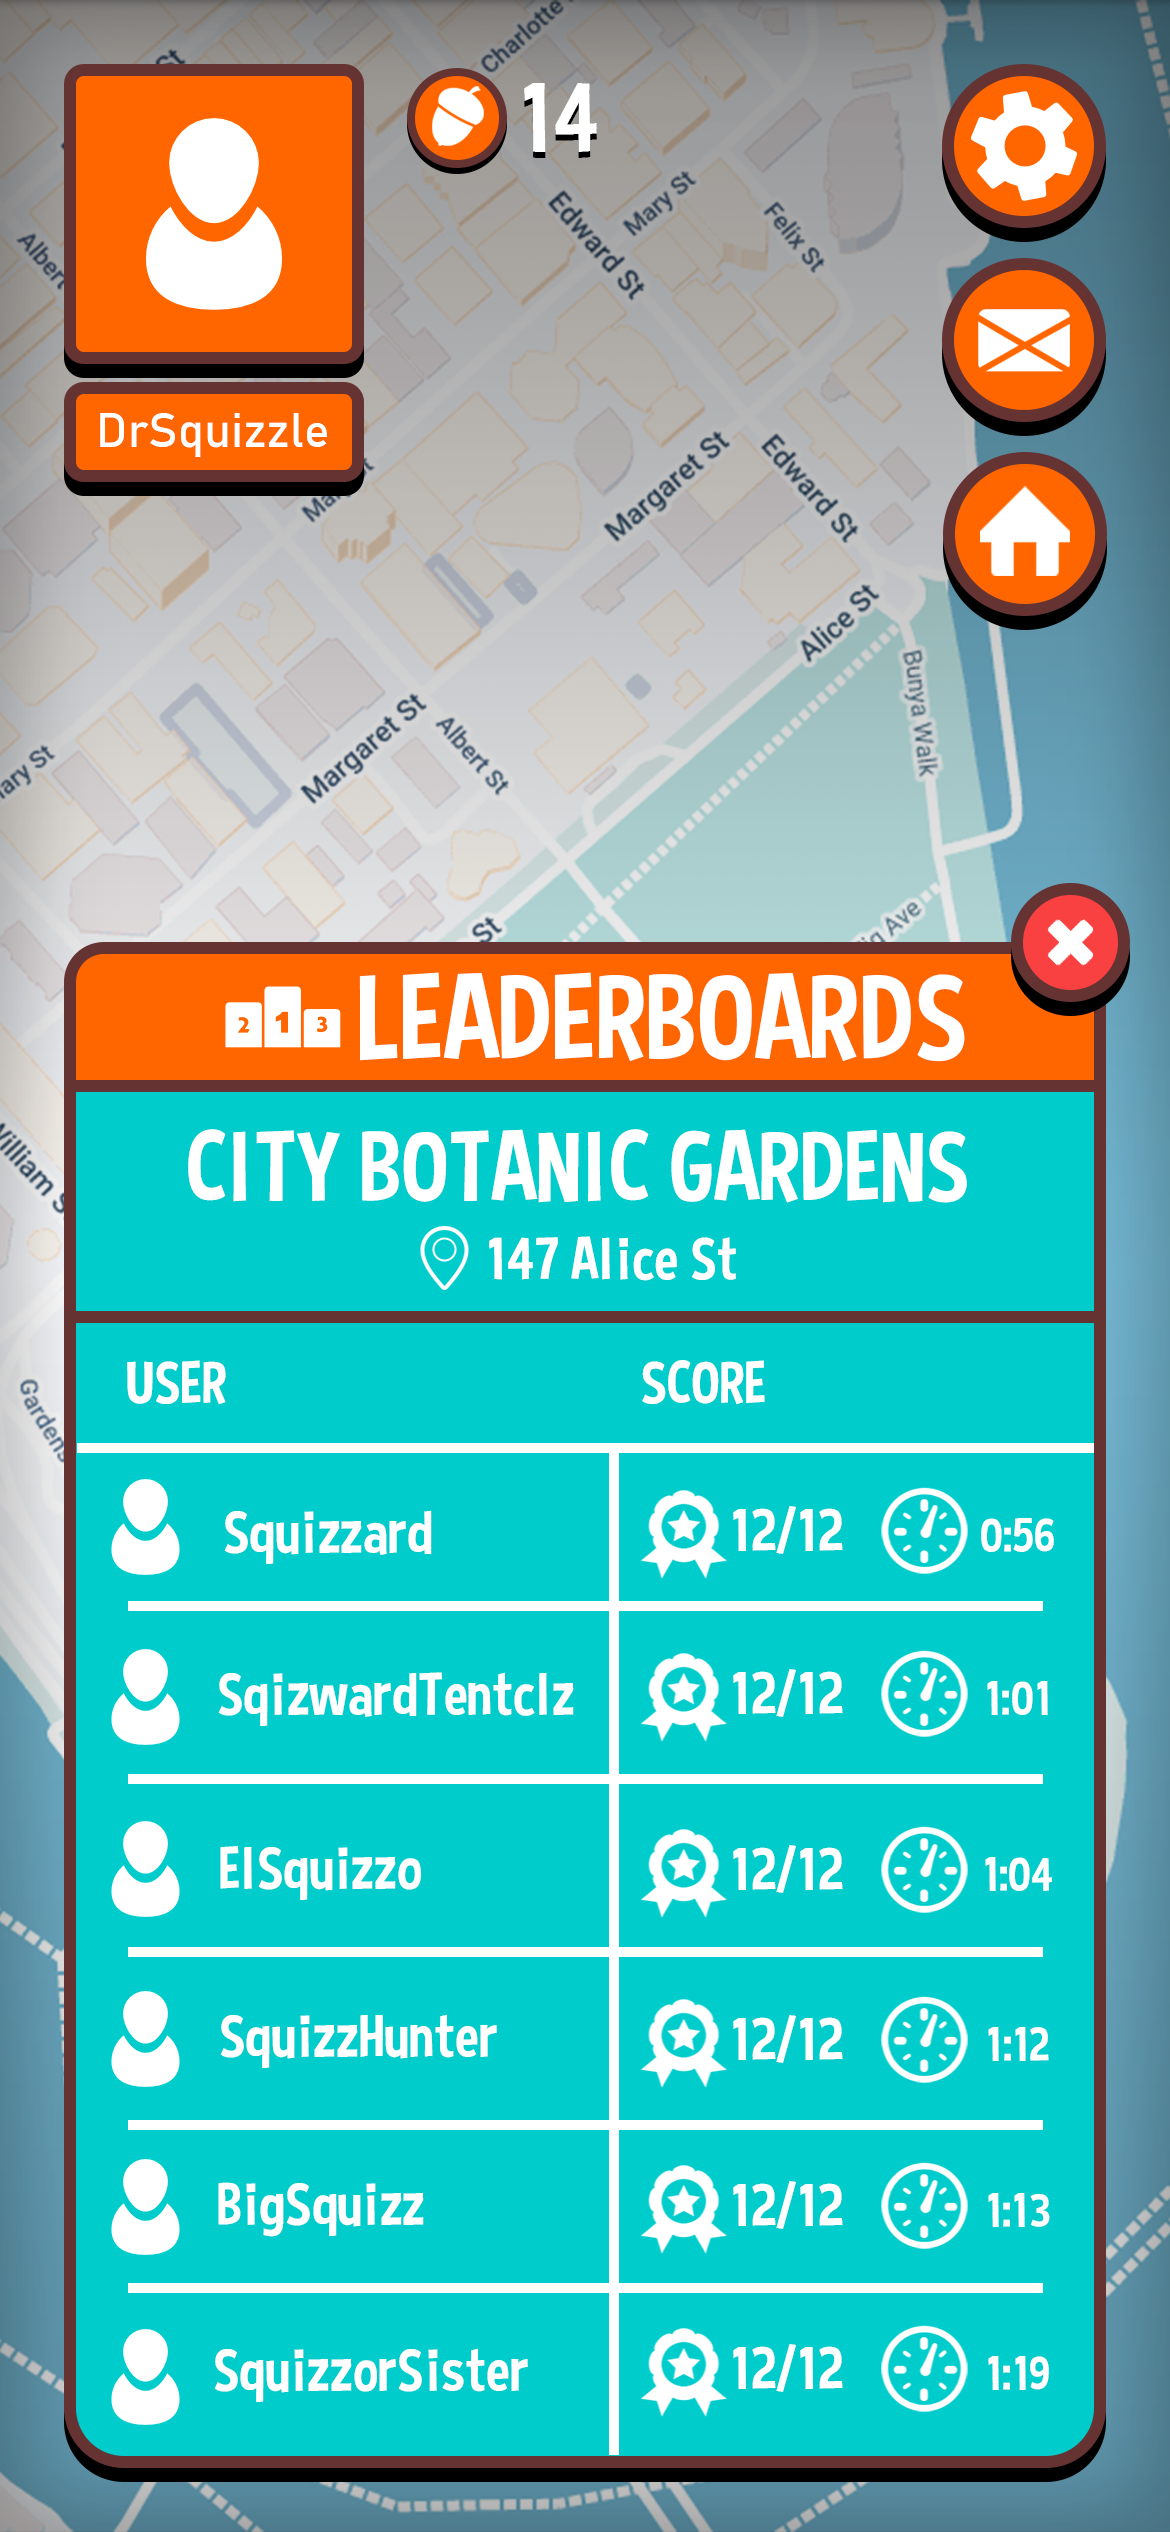 Charlotte
St
14
Mary St
Felix St
Edward St
Albert
DrSquizzle
Margaret St
Edward St
Alice St
Bunya Walk
Margaret St
Albert St
ary St
St
Ave
2 1 3 LEADERBOARDS
CITY BOTANIC GARDENS
147 Alice St
William S
Gardens
USER SCORE
Squizzard 12/12 0:56
SqizwardTentclz 12/12 1:01
ElSquizzo 12/12 1:04
SquizzHunter 12/12 1:12
BigSquizz 12/12 1:13
SquizzorSister 12/12 1:19